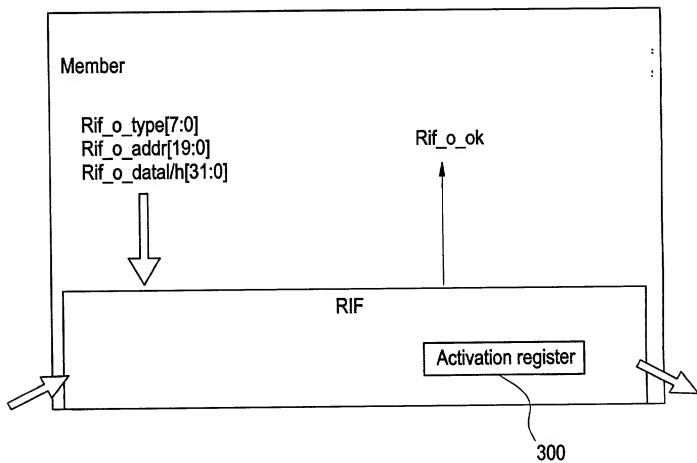 Member
Rif_o_type[7:0]
Rif_o_addr[19:0]
Rif_o_datal/h[31:0]
Rif_o_ok
RIF
Activation register
300